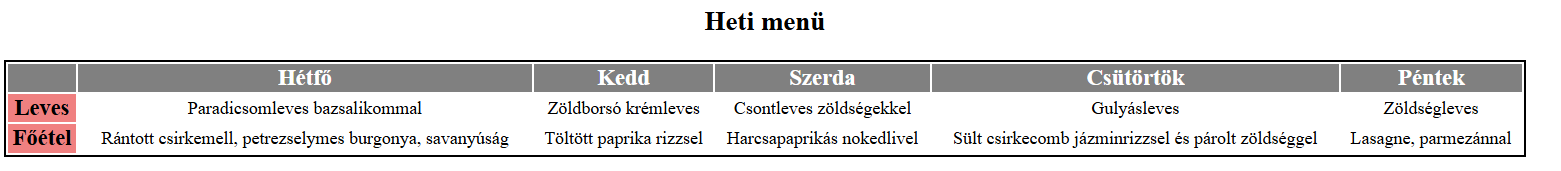 Heti menü
Hétfő Kedd Szerda Csütörtök Péntek
Leves Paradicsomleves bazsalikommal Zöldborsó krémleves Csontleves zöldségekkel Gulyásleves Zöldségleves
Főétel Rántott csirkemell, petrezselymes burgonya, savanyúság Töltött paprika rizzsel Harcsapaprikás nokedlivel Sült csirkecomb jázminrizzsel és párolt zöldséggel Lasagne, parmezánnal